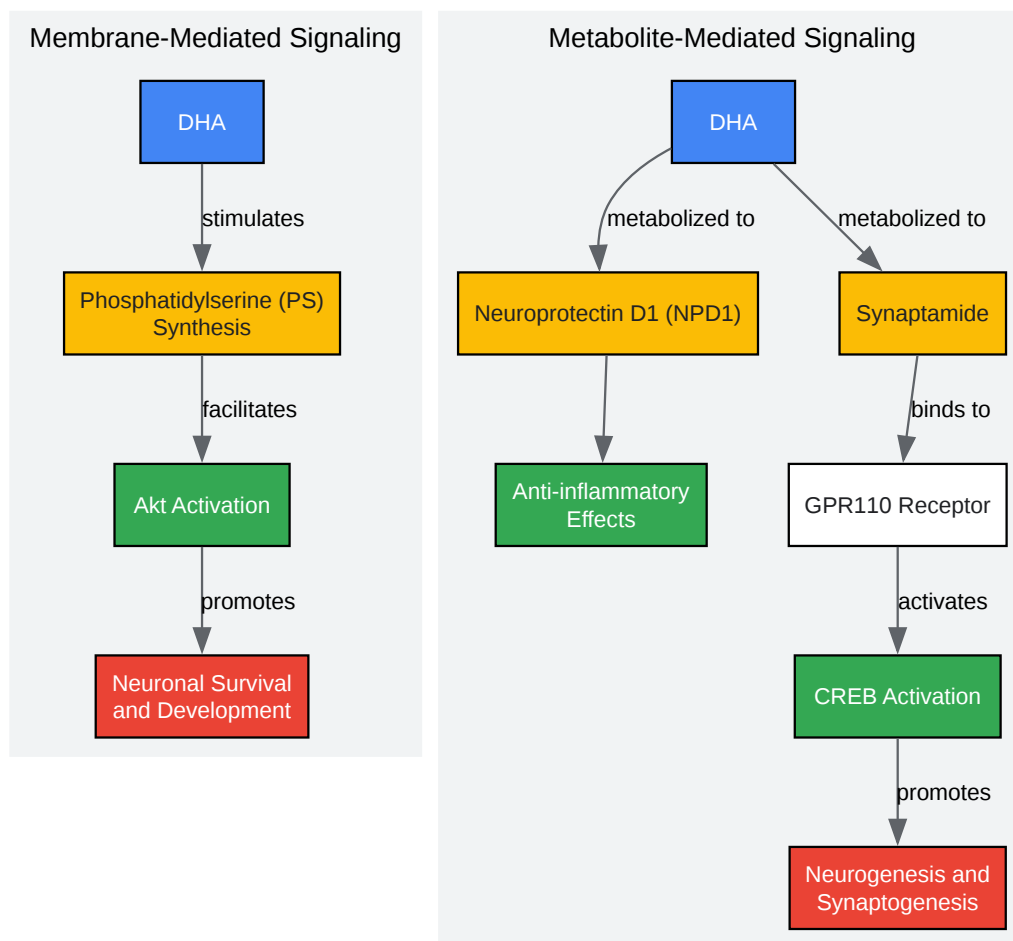 Membrane-Mediated Signaling
DHA
stimulates
Phosphatidylserine (PS)
Synthesis
facilitates
Akt Activation
promotes
Neuronal Survival
and Development
Metabolite-Mediated Signaling
DHA
metabolized to
metabolized to
Neuroprotectin D1 (NPD1)
Synaptamide
binds to
Anti-inflammatory
Effects
GPR110 Receptor
activates
CREB Activation
promotes
Neurogenesis and
Synaptogenesis